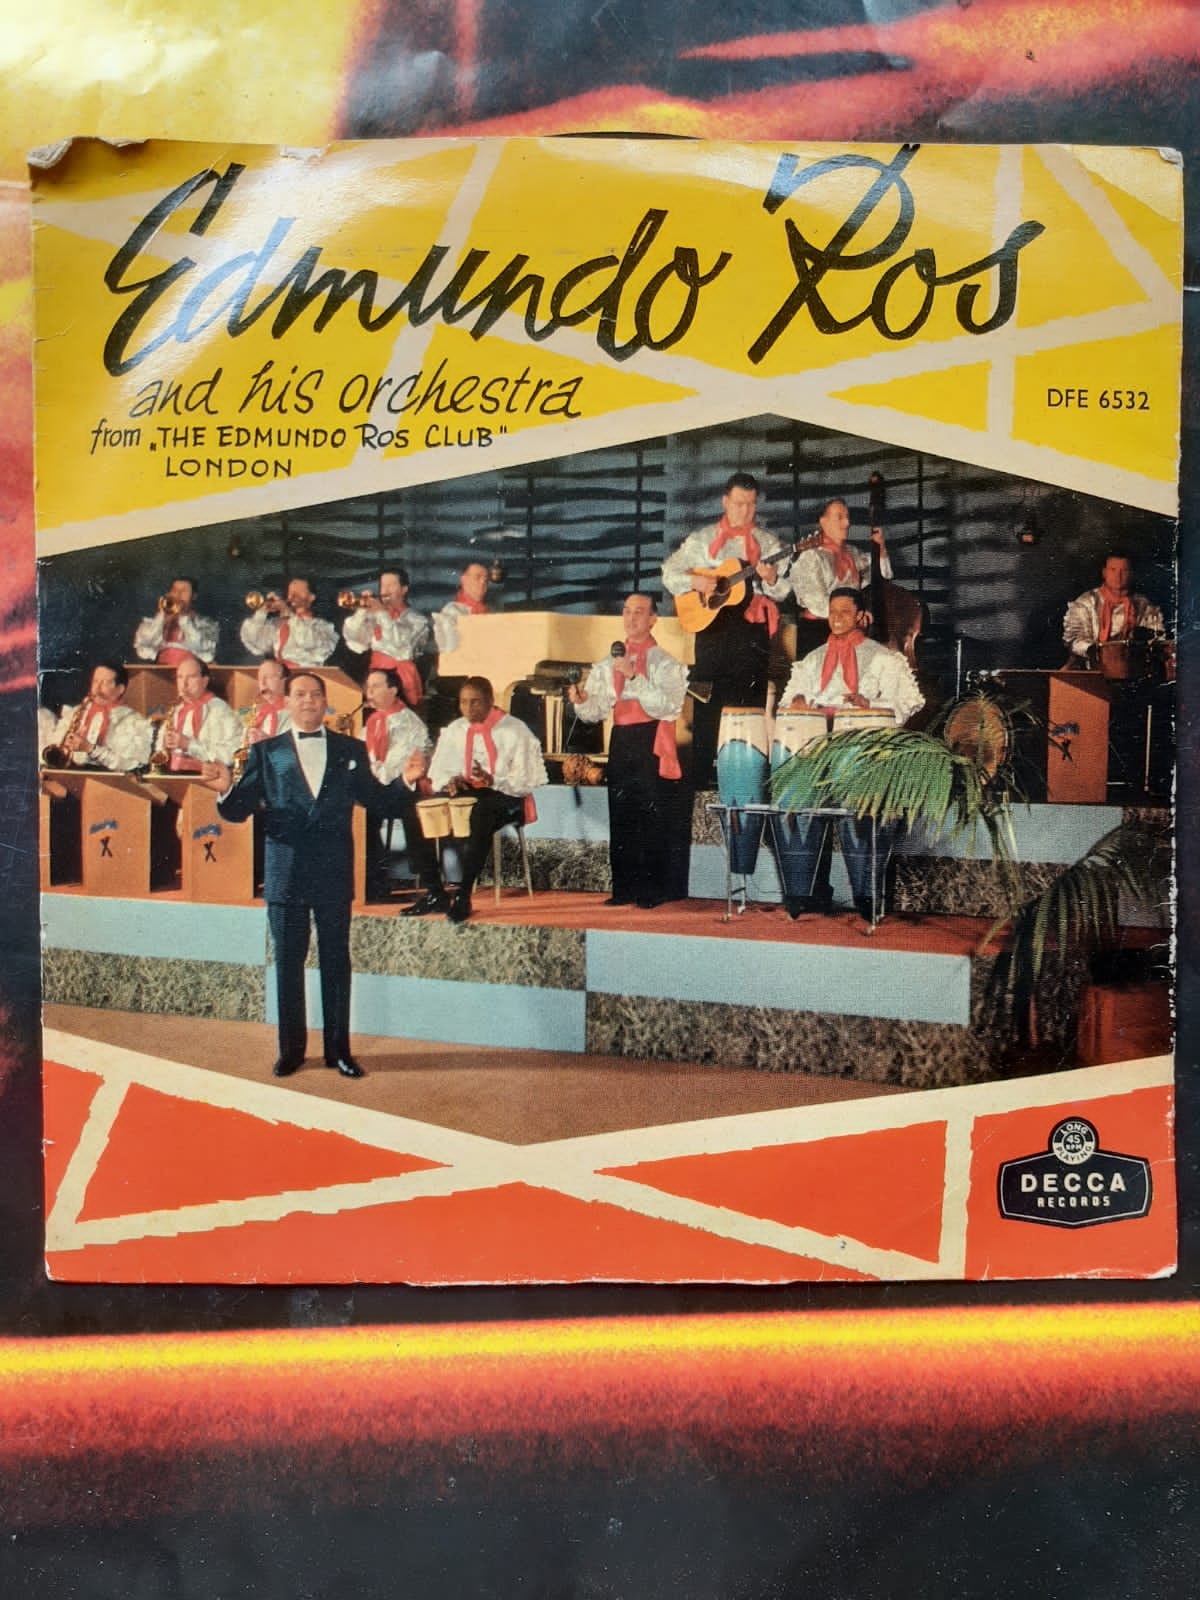 Edmundo Ros
and his orchestra
from „THE EDMUNDO ROS CLUB"
LONDON
DFE 6532
LONG
45
RPM
PLAYING
DECCA
RECORDS